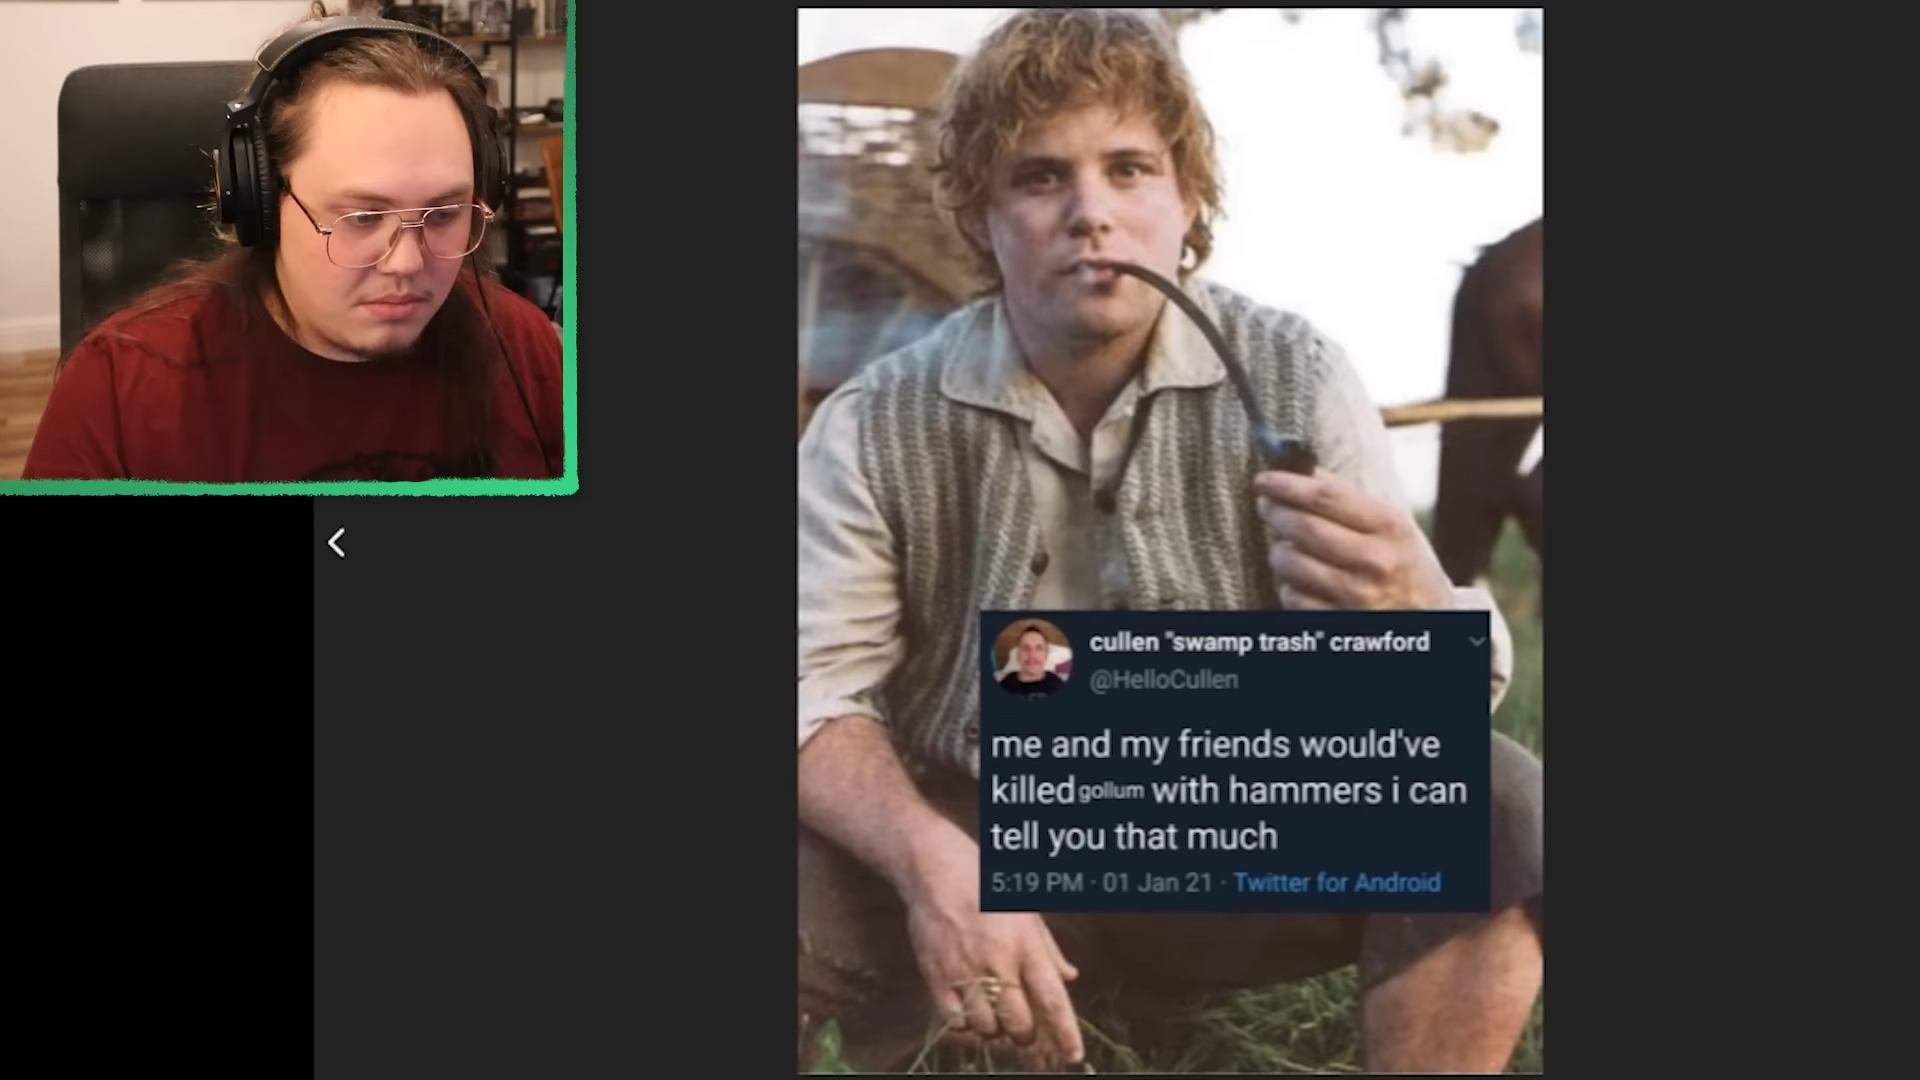 cullen "swamp trash" crawford
@HelloCullen
me and my friends would've
killed gollum with hammers i can
tell you that much
5:19 PM · 01 Jan 21 · Twitter for Android